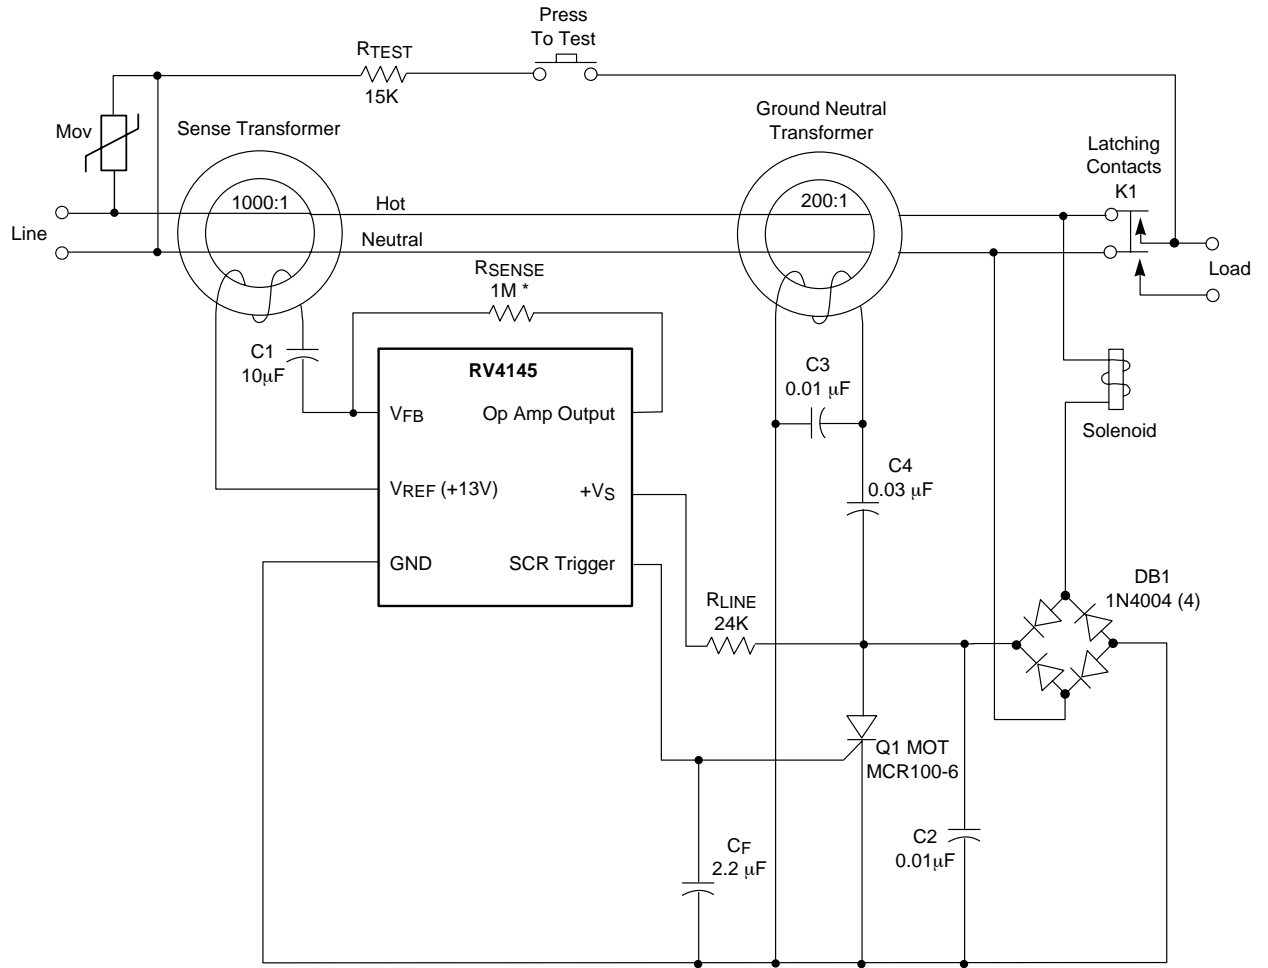 Press
To Test
RTEST
15K
Mov
Sense Transformer
Ground Neutral
Transformer
Latching
Contacts
K1
1000:1
Hot
200:1
Line
Neutral
Load
RSENSE
1M *
C1
10µF
RV4145
C3
0.01 µF
VFB
Op Amp Output
Solenoid
C4
0.03 µF
VREF (+13V)
+VS
GND
SCR Trigger
DB1
1N4004 (4)
RLINE
24K
Q1 MOT
MCR100-6
CF
2.2 µF
C2
0.01µF